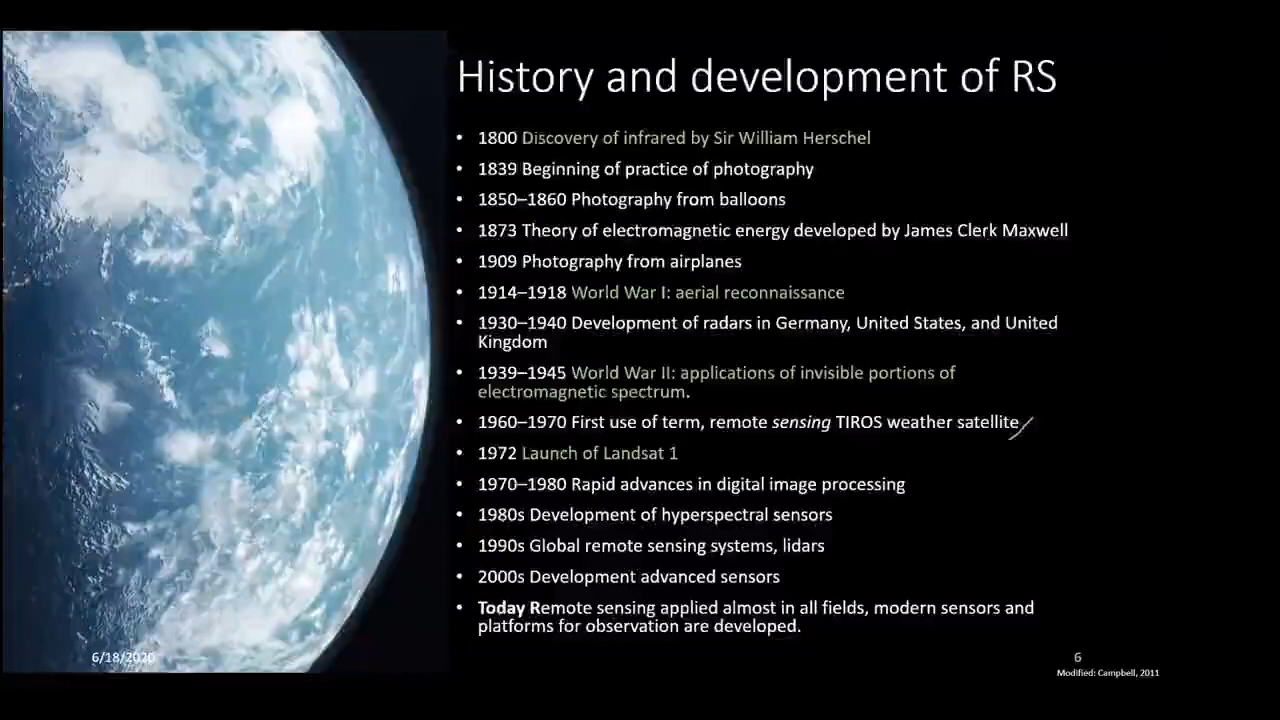 History and development of RS
• 1800 Discovery of infrared by Sir William Herschel
• 1839 Beginning of practice of photography
• 1850–1860 Photography from balloons
• 1873 Theory of electromagnetic energy developed by James Clerk Maxwell
• 1909 Photography from airplanes
• 1914–1918 World War I: aerial reconnaissance
• 1930–1940 Development of radars in Germany, United States, and United
Kingdom
• 1939–1945 World War II: applications of invisible portions of
electromagnetic spectrum.
• 1960–1970 First use of term, remote sensing TIROS weather satellite
• 1972 Launch of Landsat 1
• 1970–1980 Rapid advances in digital image processing
• 1980s Development of hyperspectral sensors
• 1990s Global remote sensing systems, lidars
• 2000s Development advanced sensors
• Today Remote sensing applied almost in all fields, modern sensors and
platforms for observation are developed.
6/18/2020
6
Modified: Campbell, 2011